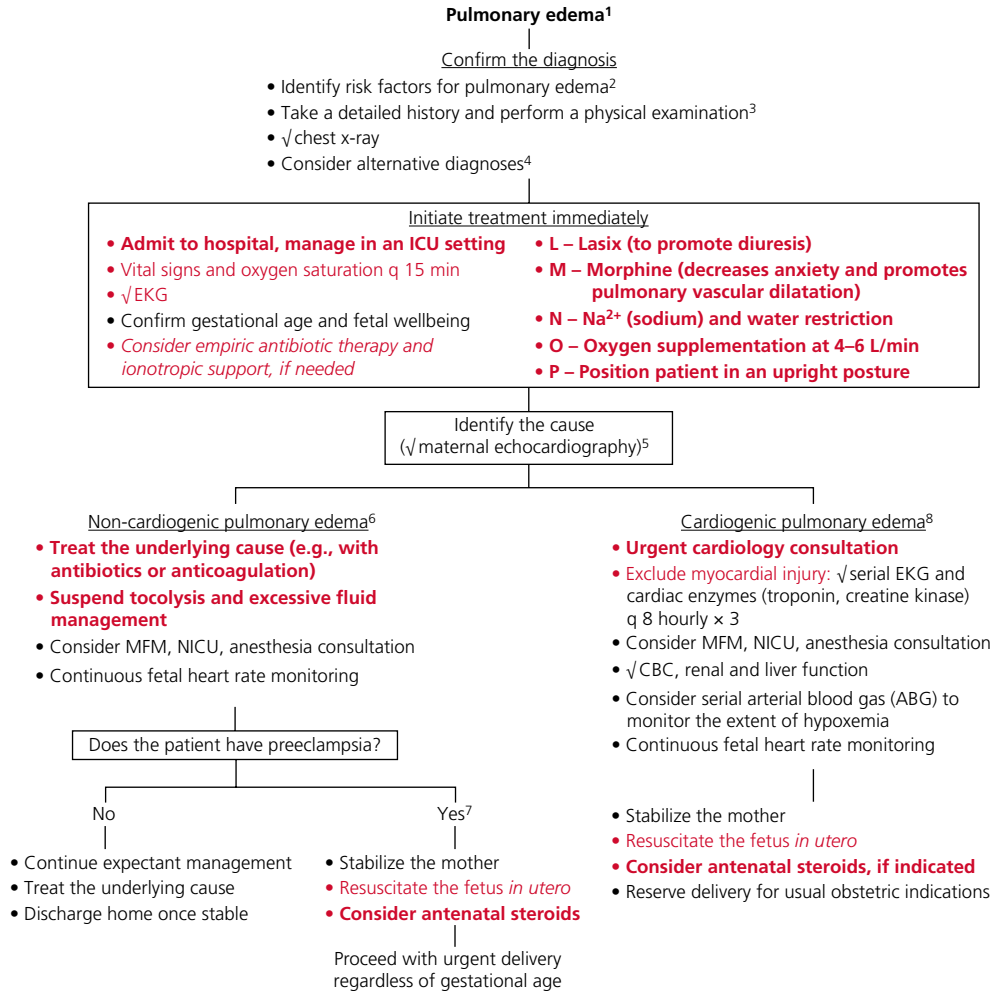 Pulmonary edema¹
Confirm the diagnosis
• Identify risk factors for pulmonary edema²
• Take a detailed history and perform a physical examination³
• √chest x-ray
• Consider alternative diagnoses⁴
Initiate treatment immediately
• Admit to hospital, manage in an ICU setting
• Vital signs and oxygen saturation q 15 min
• √EKG
• Confirm gestational age and fetal wellbeing
• Consider empiric antibiotic therapy and
ionotropic support, if needed
• L – Lasix (to promote diuresis)
• M – Morphine (decreases anxiety and promotes
pulmonary vascular dilatation)
• N – Na²⁺ (sodium) and water restriction
• O – Oxygen supplementation at 4–6 L/min
• P – Position patient in an upright posture
Identify the cause
(√maternal echocardiography)⁵
Non-cardiogenic pulmonary edema⁶
• Treat the underlying cause (e.g., with
antibiotics or anticoagulation)
• Suspend tocolysis and excessive fluid
management
• Consider MFM, NICU, anesthesia consultation
• Continuous fetal heart rate monitoring
Does the patient have preeclampsia?
No
• Continue expectant management
• Treat the underlying cause
• Discharge home once stable
Yes⁷
• Stabilize the mother
• Resuscitate the fetus in utero
• Consider antenatal steroids
Proceed with urgent delivery
regardless of gestational age
Cardiogenic pulmonary edema⁸
• Urgent cardiology consultation
• Exclude myocardial injury: √serial EKG and
cardiac enzymes (troponin, creatine kinase)
q 8 hourly × 3
• Consider MFM, NICU, anesthesia consultation
• √CBC, renal and liver function
• Consider serial arterial blood gas (ABG) to
monitor the extent of hypoxemia
• Continuous fetal heart rate monitoring
• Stabilize the mother
• Resuscitate the fetus in utero
• Consider antenatal steroids, if indicated
• Reserve delivery for usual obstetric indications